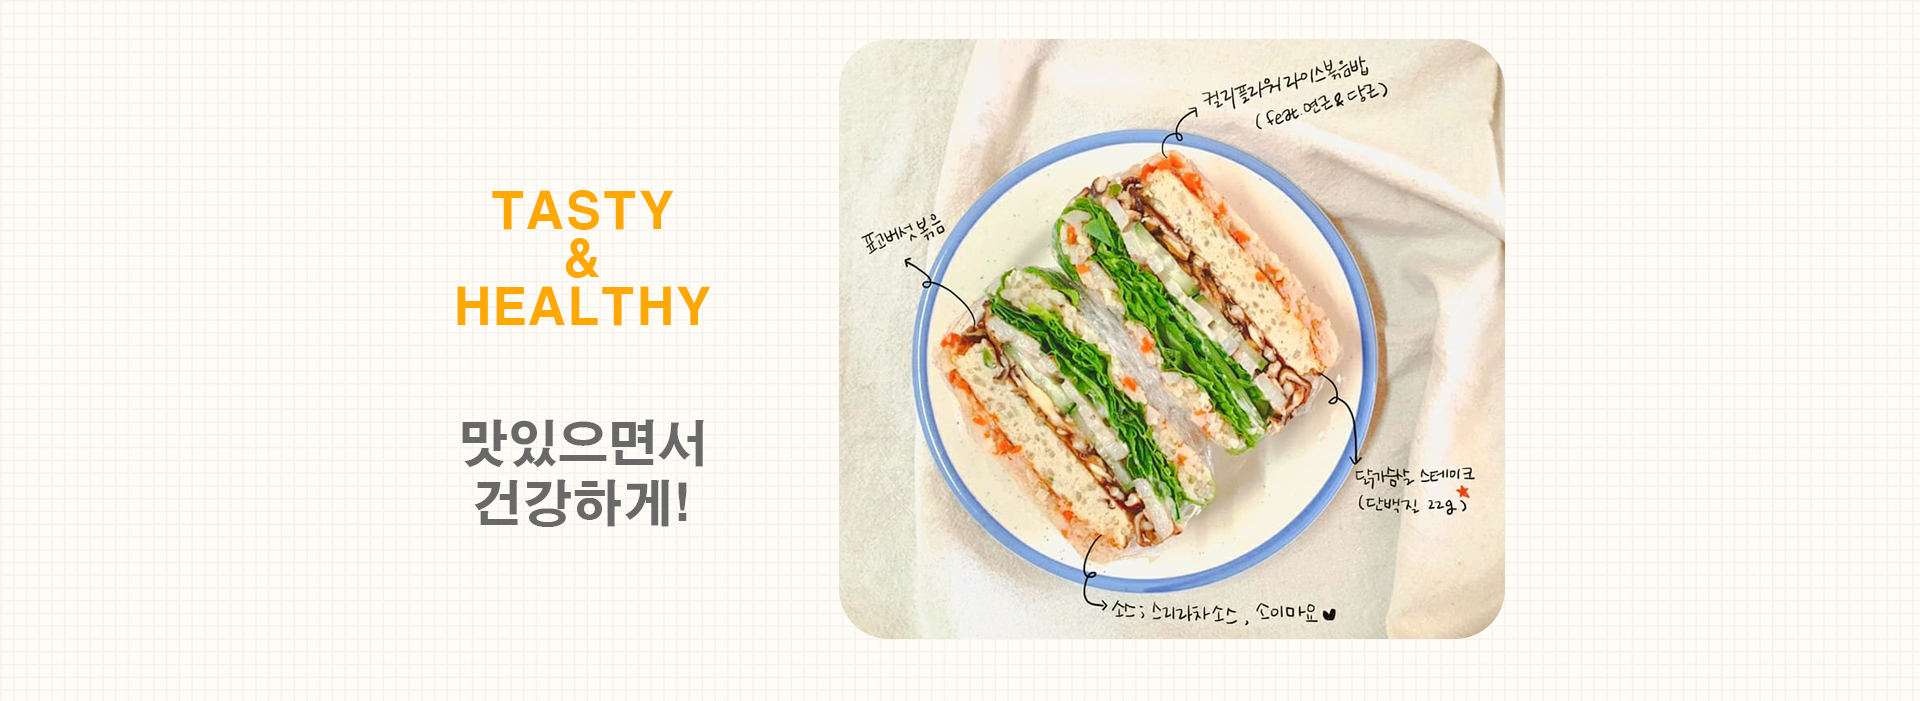 TASTY
&
HEALTHY
맛있으면서
건강하게!
컬리플라워라이스볶음밥
(feat.연근&당근)
표고버섯볶음
닭가슴살 스테이크
(단백질 22g)
소스; 스리라차소스, 소이마요